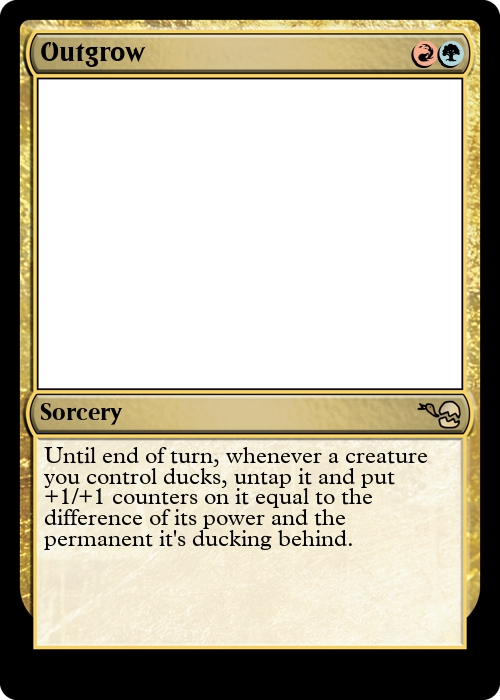 Outgrow
Sorcery
Until end of turn, whenever a creature
you control ducks, untap it and put
+1/+1 counters on it equal to the
difference of its power and the
permanent it's ducking behind.